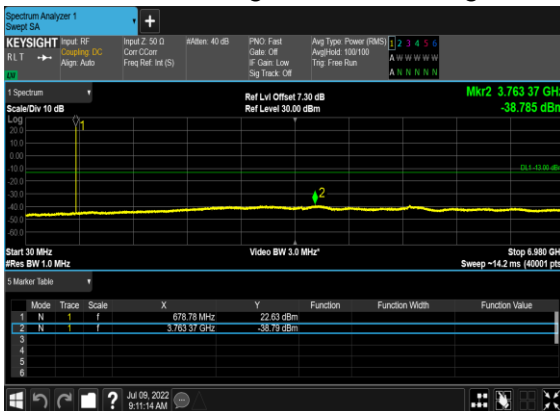 Spectrum Analyzer 1
Swept SA
KEYSIGHT Input: RF Input Z: 50 Ω #Atten: 40 dB PNO: Fast Avg Type: Power (RMS) 1 2 3 4 5 6
RLT Coupling: DC Corr CCorr Gate: Off Avg|Hold: 100/100 A W W W W W
Align: Auto Freq Ref: Int (S) IF Gain: Low Trig: Free Run
Sig Track: Off A N N N N N
1 Spectrum Ref Lvl Offset 7.30 dB Mkr2 3.763 37 GHz
Scale/Div 10 dB Ref Level 30.00 dBm -38.785 dBm
Log
20.0 1
10.0
0.00
-10.0 DL1 -13.00 dBm
-20.0
-30.0 2
-40.0
-50.0
-60.0
Start 30 MHz Video BW 3.0 MHz* Stop 6.980 GHz
#Res BW 1.0 MHz Sweep ~14.2 ms (40001 pts)
5 Marker Table
Mode Trace Scale X Y Function Function Width Function Value
1 N 1 f 678.78 MHz 22.63 dBm
2 N 1 f 3.763 37 GHz -38.79 dBm
3
4
5
6
? Jul 09, 2022
9:11:14 AM